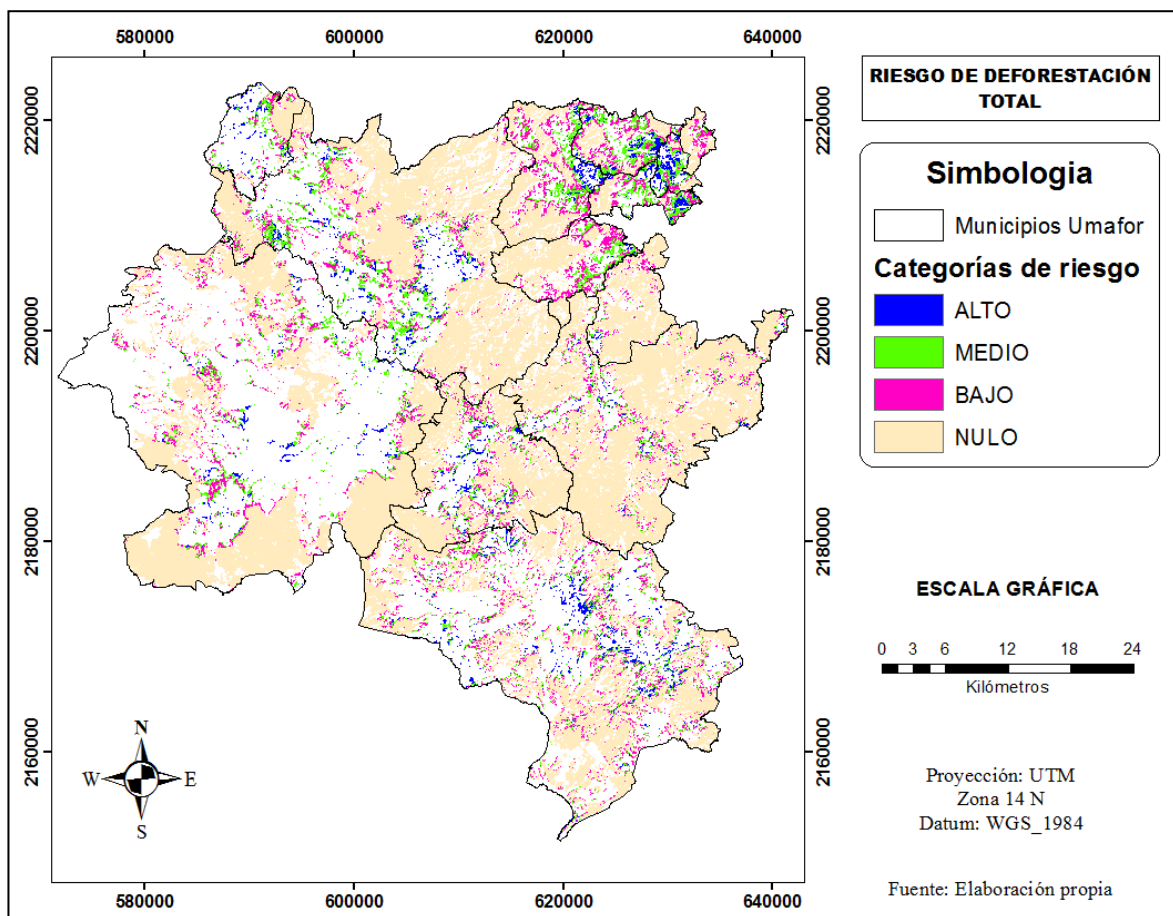 580000 600000 620000 640000
2220000 2220000
2200000 2200000
2180000 2180000
2160000 2160000
N
W E
S
580000 600000 620000 640000
RIESGO DE DEFORESTACIÓN
TOTAL
Simbologia
Municipios Umafor
Categorías de riesgo
ALTO
MEDIO
BAJO
NULO
ESCALA GRÁFICA
0 3 6 12 18 24
Kilómetros
Proyección: UTM
Zona 14 N
Datum: WGS_1984
Fuente: Elaboración propia